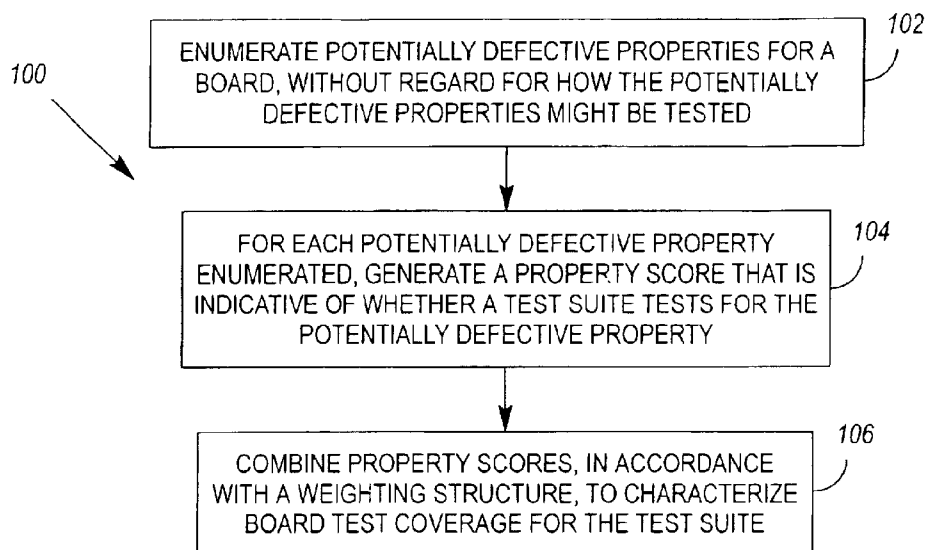 100
102
ENUMERATE POTENTIALLY DEFECTIVE PROPERTIES FOR A
BOARD, WITHOUT REGARD FOR HOW THE POTENTIALLY
DEFECTIVE PROPERTIES MIGHT BE TESTED
104
FOR EACH POTENTIALLY DEFECTIVE PROPERTY
ENUMERATED, GENERATE A PROPERTY SCORE THAT IS
INDICATIVE OF WHETHER A TEST SUITE TESTS FOR THE
POTENTIALLY DEFECTIVE PROPERTY
106
COMBINE PROPERTY SCORES, IN ACCORDANCE
WITH A WEIGHTING STRUCTURE, TO CHARACTERIZE
BOARD TEST COVERAGE FOR THE TEST SUITE